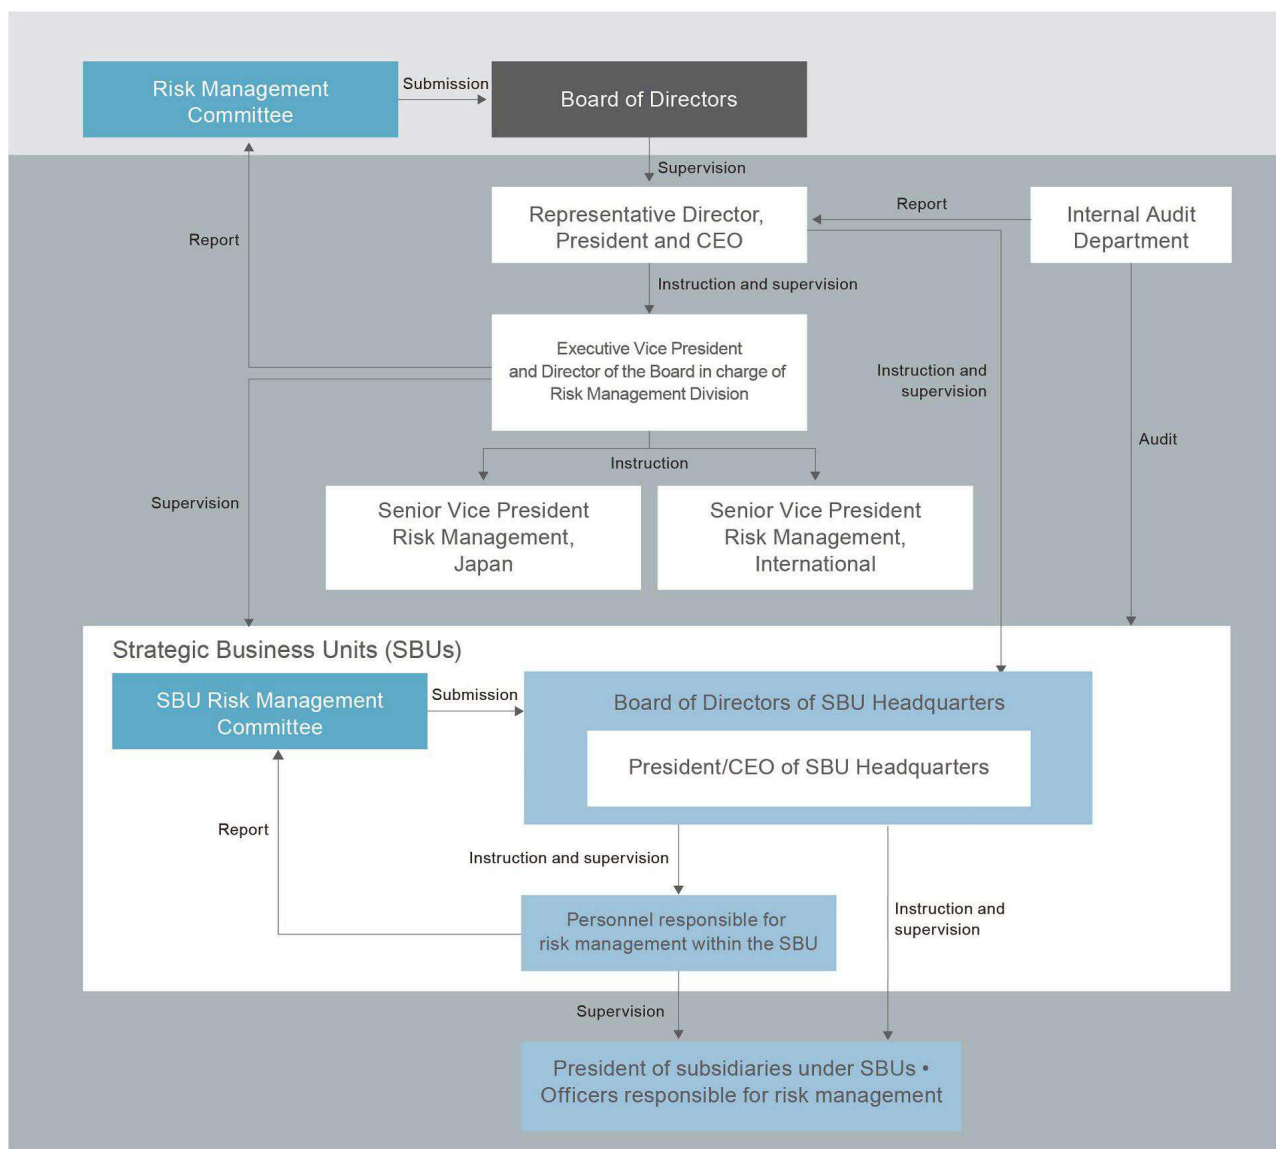 Risk Management
Committee
Submission
Board of Directors
Supervision
Representative Director,
President and CEO
Report
Internal Audit
Department
Report
Instruction and supervision
Executive Vice President
and Director of the Board in charge of
Risk Management Division
Instruction and
supervision
Audit
Instruction
Supervision
Senior Vice President
Risk Management,
Japan
Senior Vice President
Risk Management,
International
Strategic Business Units (SBUs)
SBU Risk Management
Committee
Submission
Board of Directors of SBU Headquarters
President/CEO of SBU Headquarters
Report
Instruction and supervision
Personnel responsible for
risk management within the SBU
Instruction and
supervision
Supervision
President of subsidiaries under SBUs •
Officers responsible for risk management